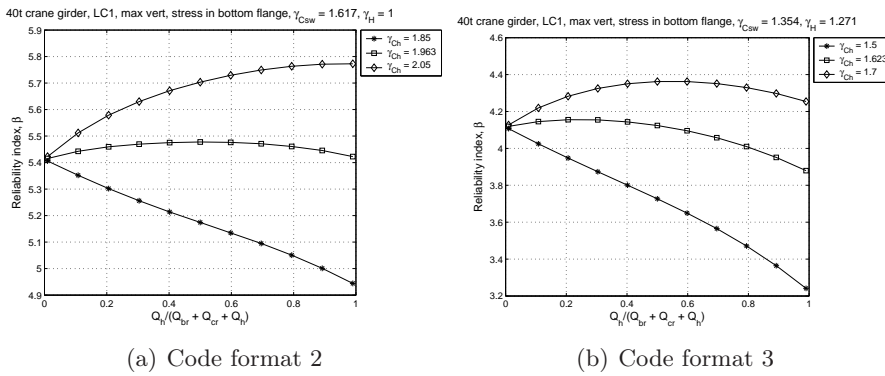 40t crane girder, LC1, max vert, stress in bottom flange, γCsw = 1.617, γH = 1
γCh = 1.85
γCh = 1.963
γCh = 2.05
Reliability index, β
5.9
5.8
5.7
5.6
5.5
5.4
5.3
5.2
5.1
5
4.9
0 0.2 0.4 0.6 0.8 1
Qh/(Qbr + Qcr + Qh)
(a) Code format 2
40t crane girder, LC1, max vert, stress in bottom flange, γCsw = 1.354, γH = 1.271
γCh = 1.5
γCh = 1.623
γCh = 1.7
Reliability index, β
4.6
4.4
4.2
4
3.8
3.6
3.4
3.2
0 0.2 0.4 0.6 0.8 1
Qh/(Qbr + Qcr + Qh)
(b) Code format 3